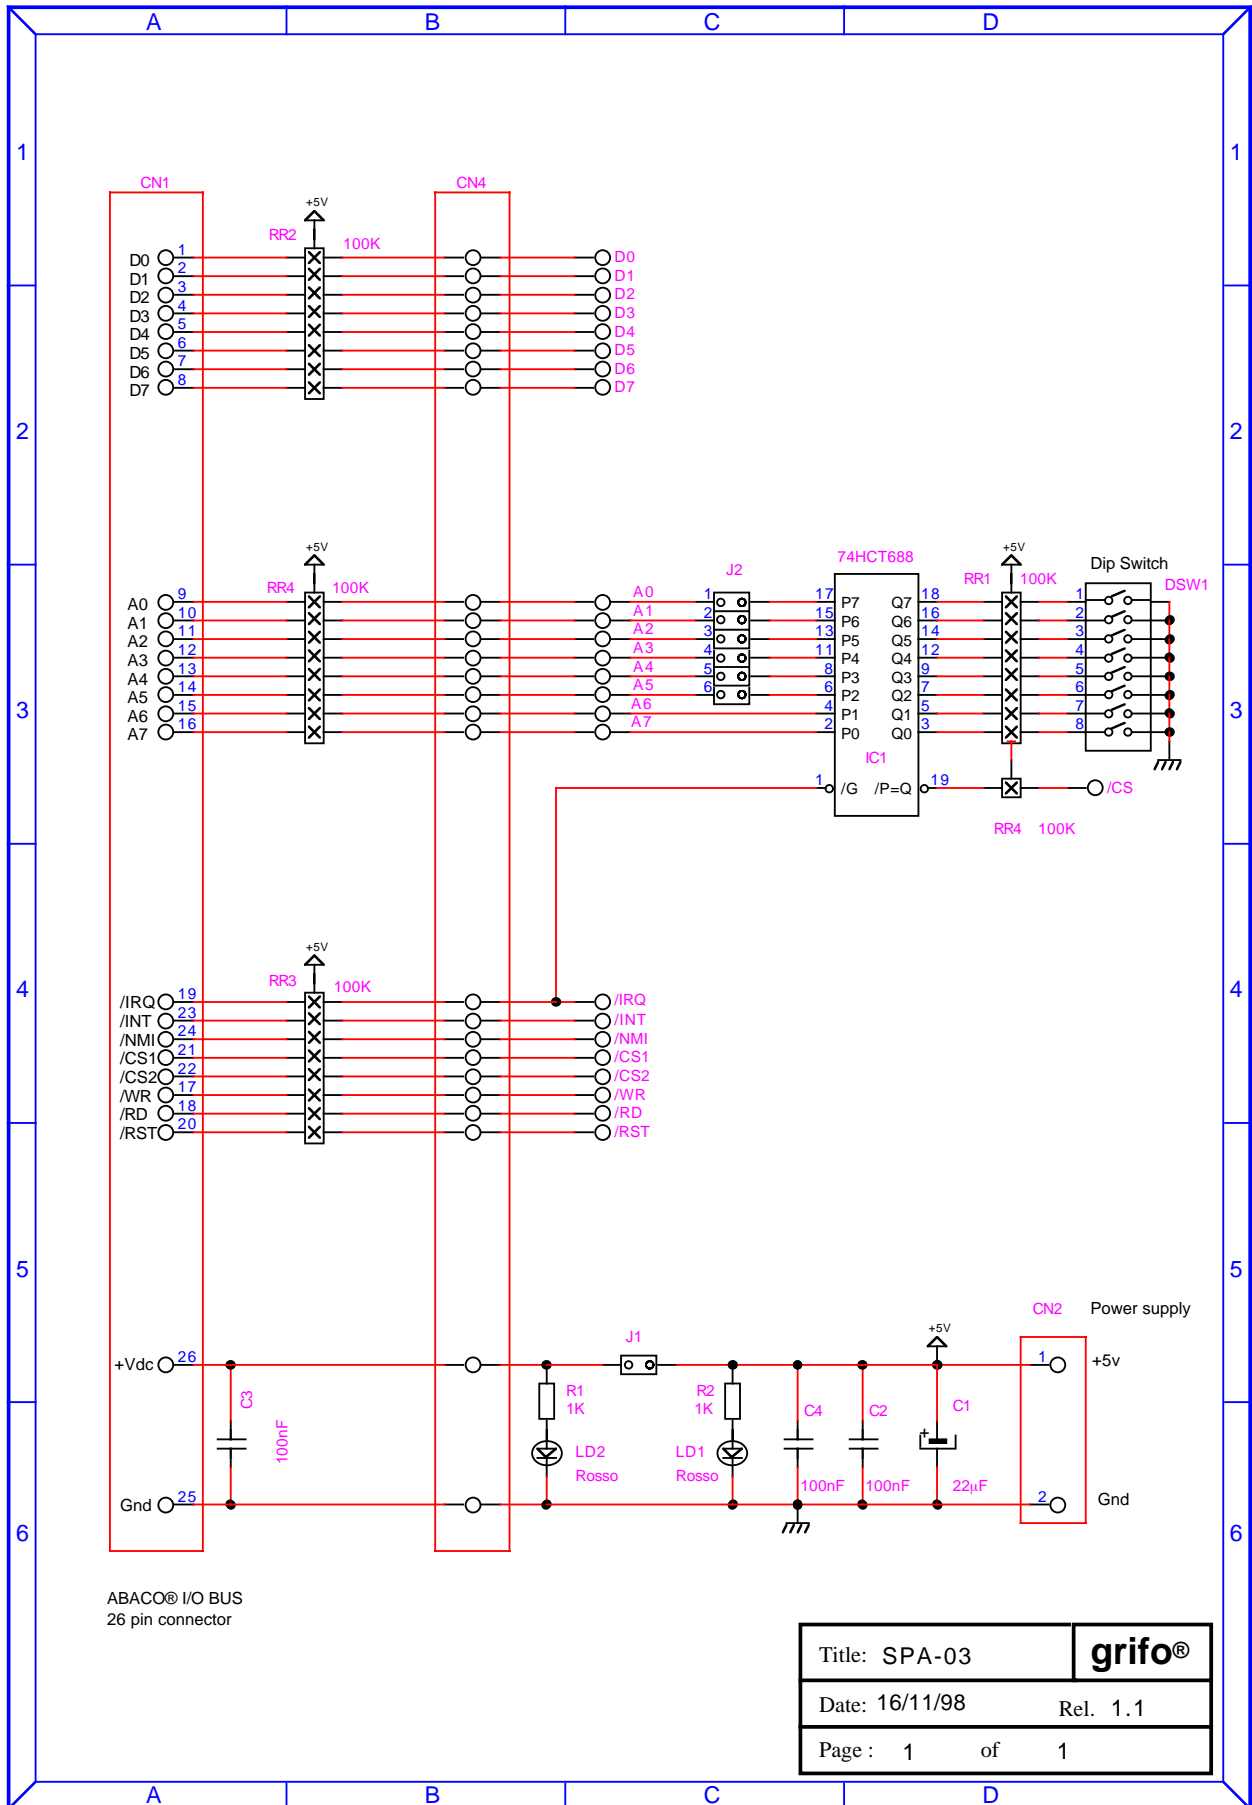 A B C D
1 1
CN1 CN4
+5V
RR2 100K
D0 1 D0
D1 2 D1
D2 3 D2
D3 4 D3
D4 5 D4
D5 6 D5
D6 7 D6
D7 8 D7
2 2
+5V 74HCT688 +5V Dip Switch
RR4 100K J2 RR1 100K DSW1
A0 9 A0 1 17 P7 Q7 18 1
A1 10 A1 2 15 P6 Q6 16 2
A2 11 A2 3 13 P5 Q5 14 3
A3 12 A3 4 11 P4 Q4 12 4
A4 13 A4 5 8 P3 Q3 9 5
A5 14 A5 6 6 P2 Q2 7 6
A6 15 A6 4 P1 Q1 5 7
A7 16 A7 2 P0 Q0 3 8
3 3
IC1
1 /G /P=Q 19 /CS
RR4 100K
+5V
RR3 100K
4 4
/IRQ 19 /IRQ
/INT 23 /INT
/NMI 24 /NMI
/CS1 21 /CS1
/CS2 22 /CS2
/WR 17 /WR
/RD 18 /RD
/RST 20 /RST
5 5
CN2 Power supply
J1 +5V
+Vdc 26 1 +5v
C3 100nF
R1 1K
R2 1K
C4 C2 C1
LD2 Rosso
LD1 Rosso
100nF 100nF + 22µF
Gnd 25 2 Gnd
6 6
ABACO® I/O BUS
26 pin connector
Title: SPA-03 grifo®
Date: 16/11/98 Rel. 1.1
Page : 1 of 1
A B C D